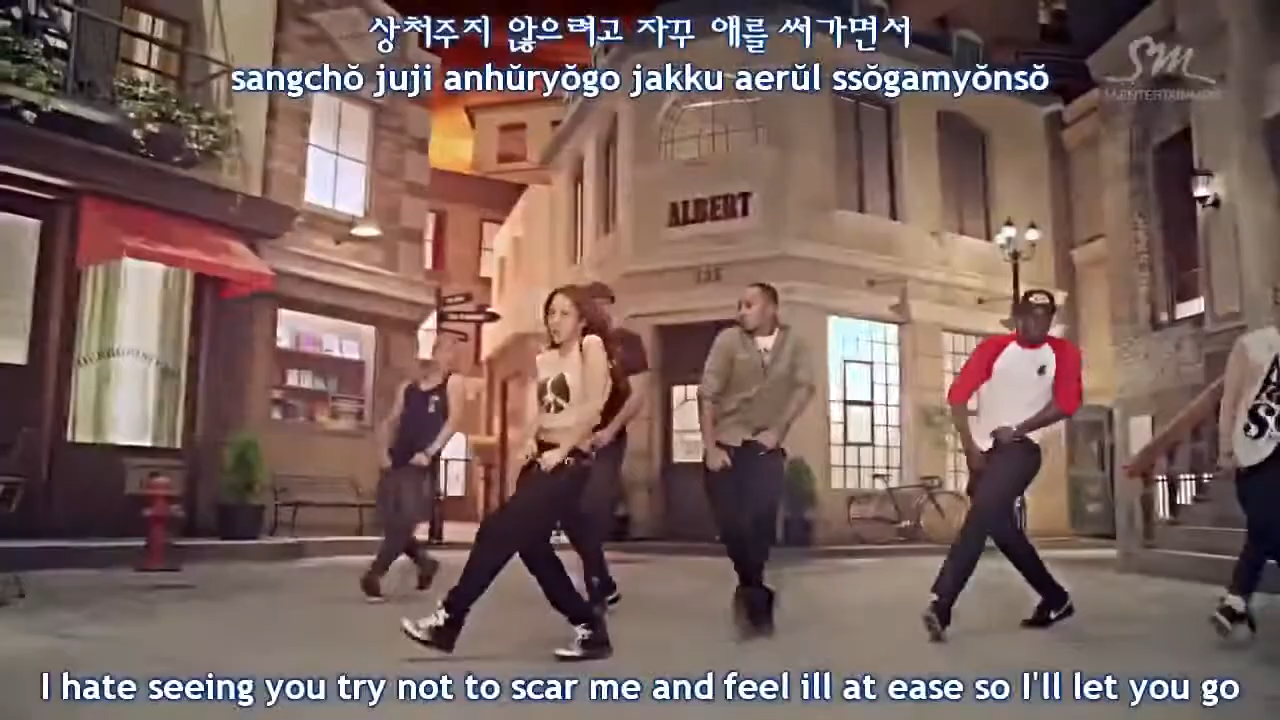 상처주지 않으려고 자꾸 애를 써가면서
sangchŏ juji anhŭryŏgo jakku aerŭl ssŏgamyŏnsŏ
SM
S.M.ENTERTAINMENT
ALBERT
I hate seeing you try not to scar me and feel ill at ease so I'll let you go